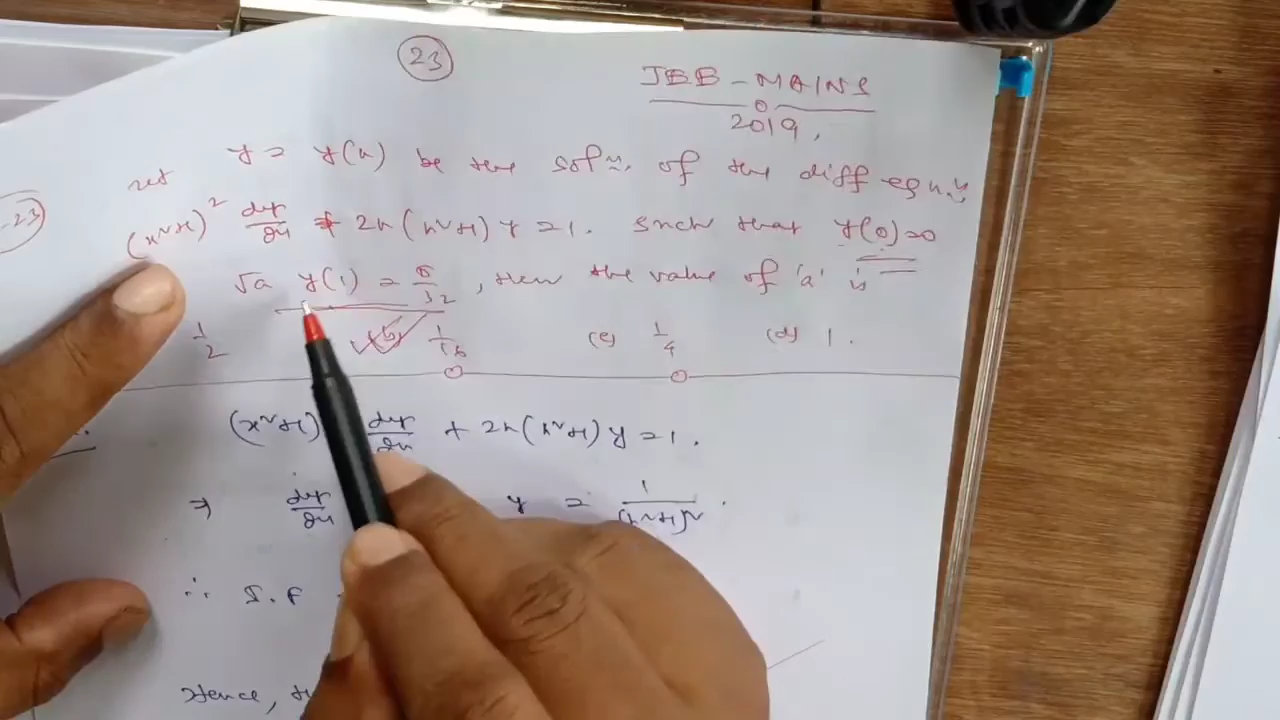 23
JEE - MAINS
2019,
Let y = y(x) be the sol^n. of the diff eqn.
-23
(x²+1)² dy/dx + 2x(x²+1) y = 1. Such that y(0)=0
√a y(1) = π/32, then the value of 'a' is
1/2 (b) 1/16 (c) 1/4 (d) 1.
(x²+1) dy/dx + 2x(x²+1) y = 1.
⇒ dy/dx y = 1/(x²+1)².
∴ I.F
Hence,